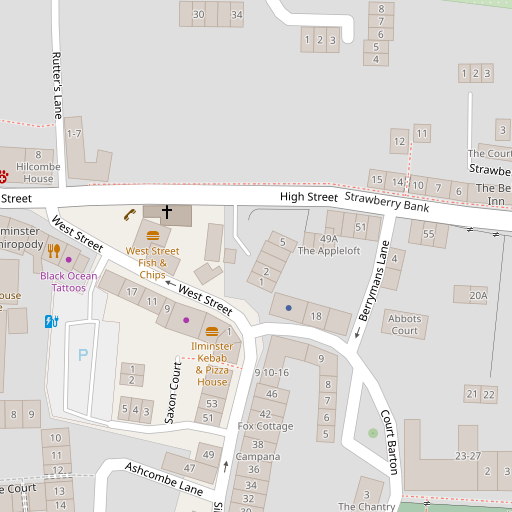 30
34
8
7
6
5
4
1
2
3
Rutter's Lane
1
2
3
1-7
11
12
3
8
Hilcombe
House
The Court
Strawbe
15
14
10
7
6
The Be
Inn
Street
High Street
Strawberry Bank
West Street
minster
hiropody
West Street
Fish &
Chips
5
49A
51
55
The Appleloft
4
2
1
Black Ocean
Tattoos
17
11
9
West Street
18
Berrymans Lane
20A
ouse
e
Abbots
Court
1
Ilminster
Kebab
& Pizza
House
P
Saxon Court
1
2
9
10-16
9
8
7
6
5
46
42
40
38
36
34
32
30
21
22
8
9
5
4
3
53
51
Fox Cottage
Campana
Court Barton
10
11
12
13
14
49
47
Ashcombe Lane
23-27
2
3
e Court
3
The Chantry